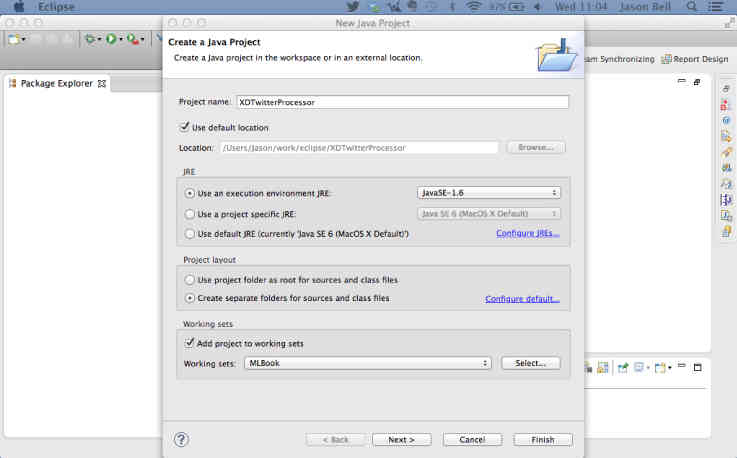 Eclipse
97%
Wed 11:04
Jason Bell
New Java Project
Create a Java Project
Create a Java project in the workspace or in an external location.
am Synchronizing
Report Design
Package Explorer
Project name:
XDTwitterProcessor
Use default location
Location:
/Users/Jason/work/eclipse/XDTwitterProcessor
Browse...
JRE
Use an execution environment JRE:
JavaSE-1.6
Use a project specific JRE:
Java SE 6 (MacOS X Default)
Use default JRE (currently 'Java SE 6 (MacOS X Default)')
Configure JREs...
Project layout
Use project folder as root for sources and class files
Create separate folders for sources and class files
Configure default...
Working sets
Add project to working sets
Working sets:
MLBook
Select...
?
< Back
Next >
Cancel
Finish